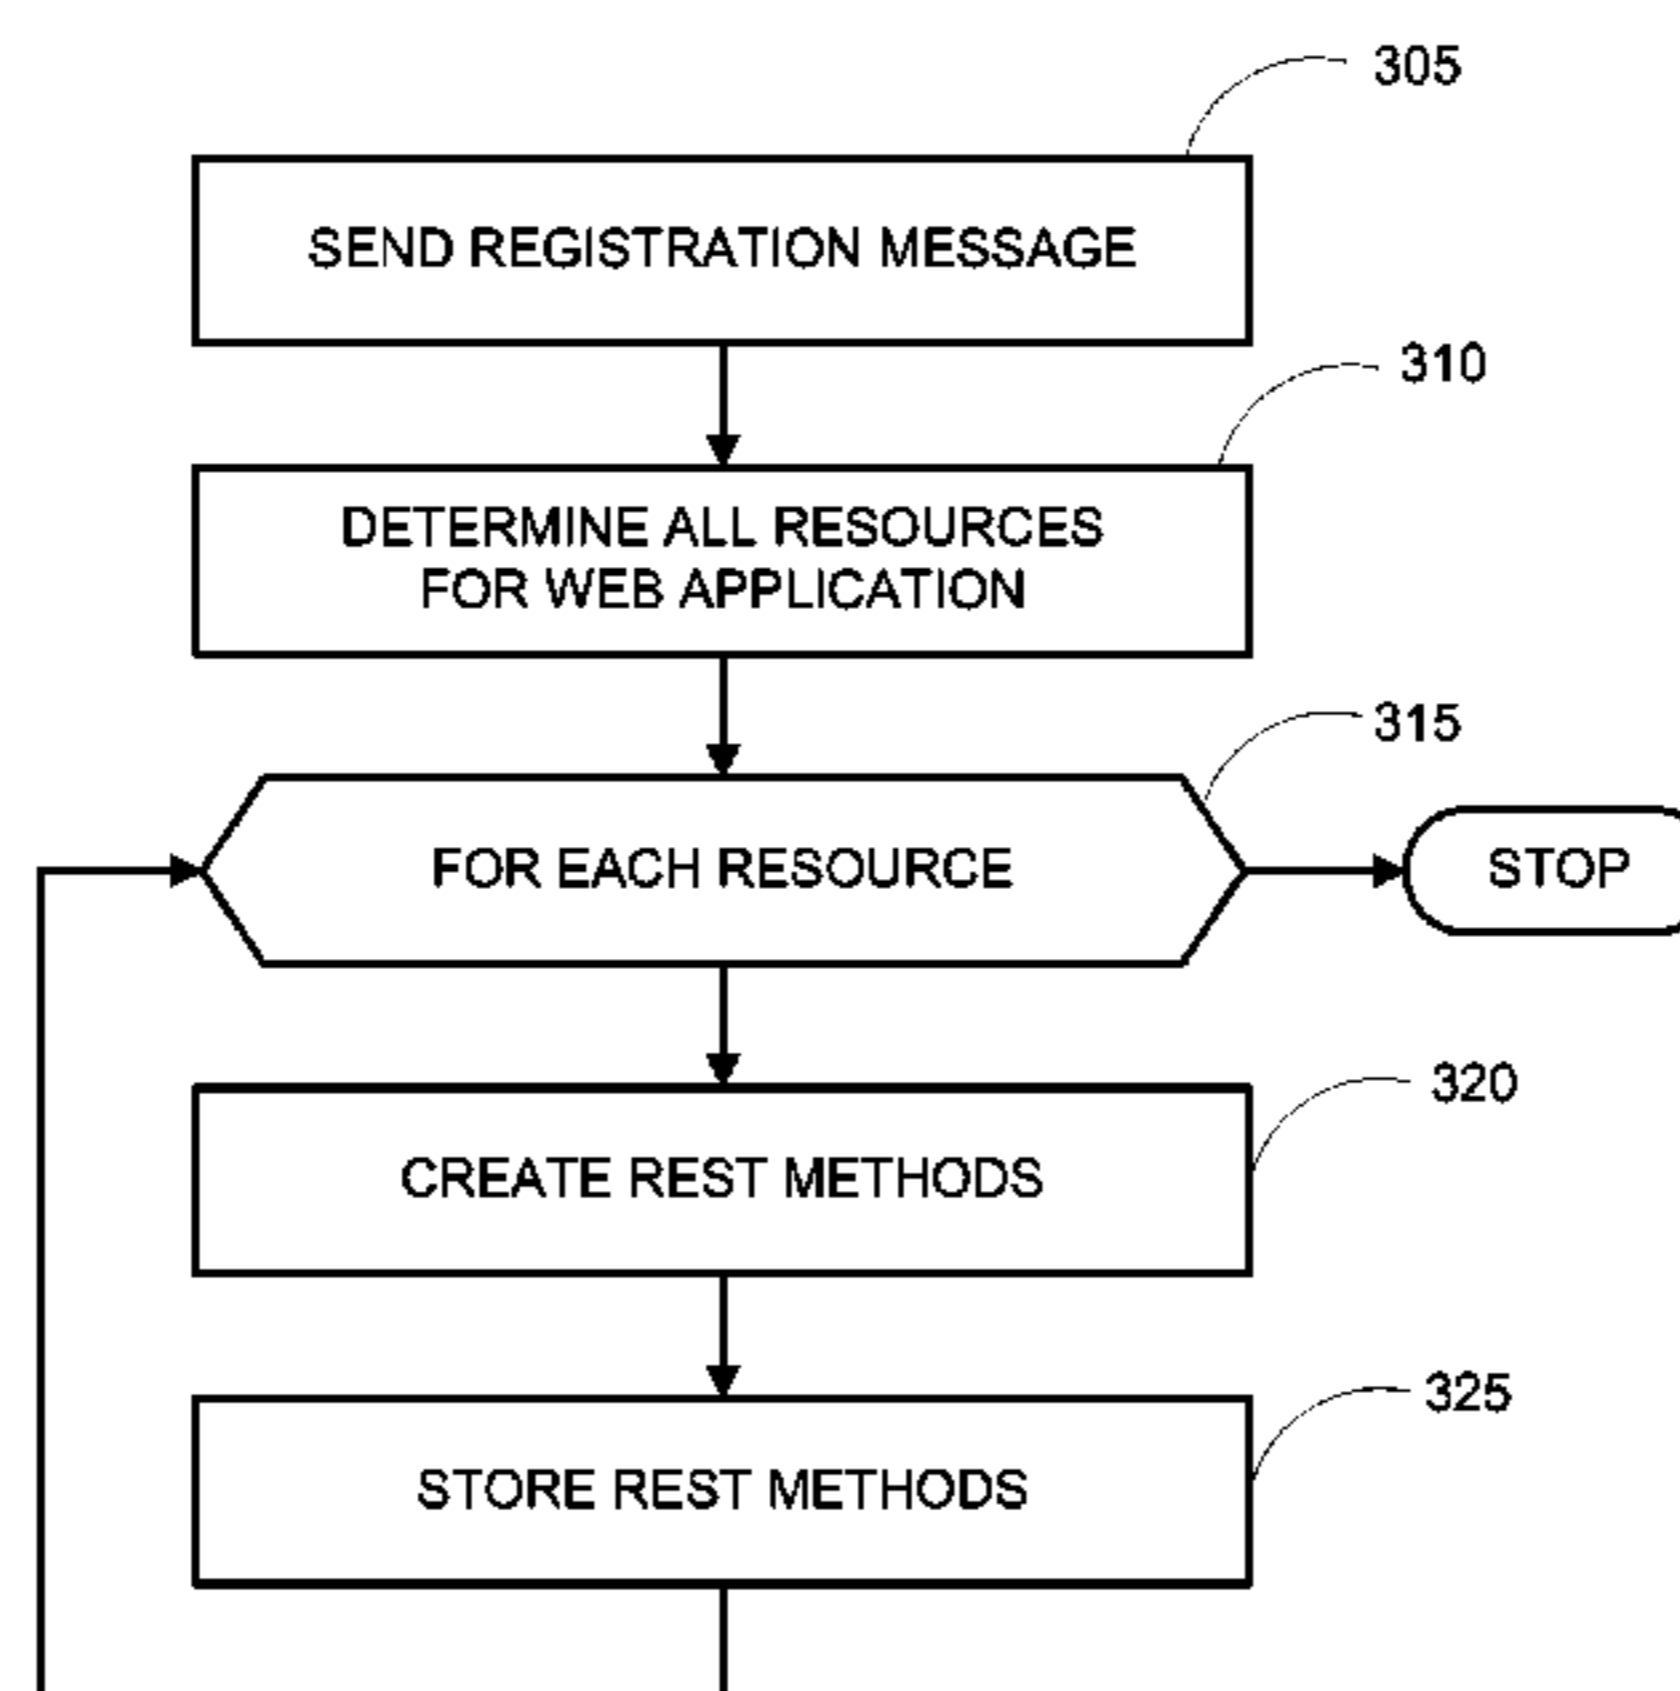 305
SEND REGISTRATION MESSAGE
310
DETERMINE ALL RESOURCES
FOR WEB APPLICATION
315
FOR EACH RESOURCE
STOP
320
CREATE REST METHODS
325
STORE REST METHODS